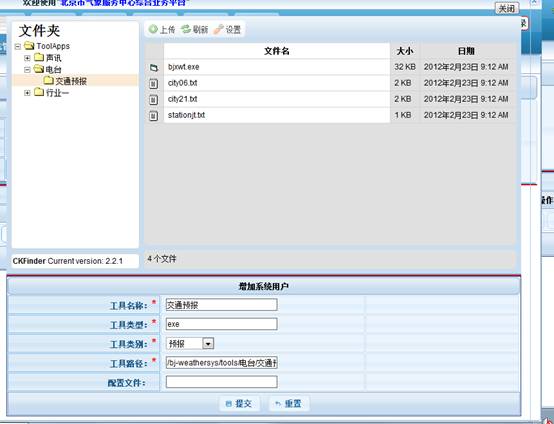 欢迎使用"北京市气象服务中心综合业务平台"
关闭
文件夹
上传 刷新 设置
ToolApps
声讯
电台
交通预报
行业一
文件名 大小 日期
bjxwt.exe 32 KB 2012年2月23日 9:12 AM
city06.txt 2 KB 2012年2月23日 9:12 AM
city21.txt 2 KB 2012年2月23日 9:12 AM
stationjt.txt 1 KB 2012年2月23日 9:12 AM
CKFinder Current version: 2.2.1
4 个文件
增加系统用户
工具名称：* 交通预报
工具类型：* exe
工具类别：* 预报
工具路径：* /bj-weathersys/tools/电台/交通
配置文件：
提交 重置